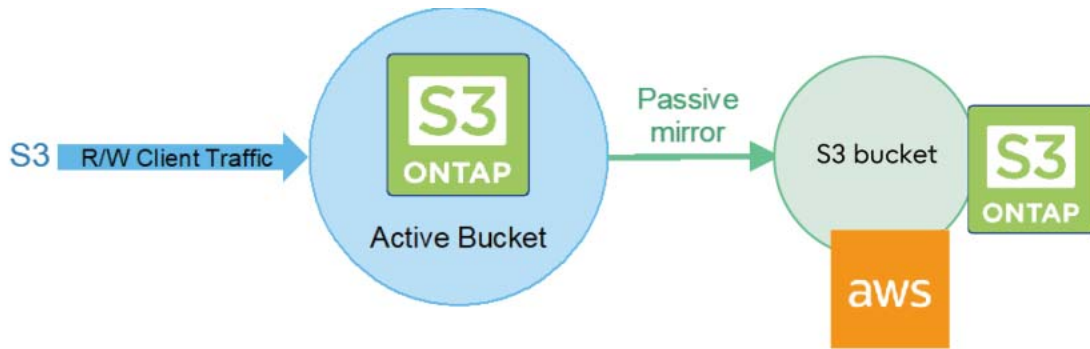 S3
R/W Client Traffic
S3
ONTAP
Active Bucket
Passive
mirror
S3 bucket
S3
ONTAP
aws